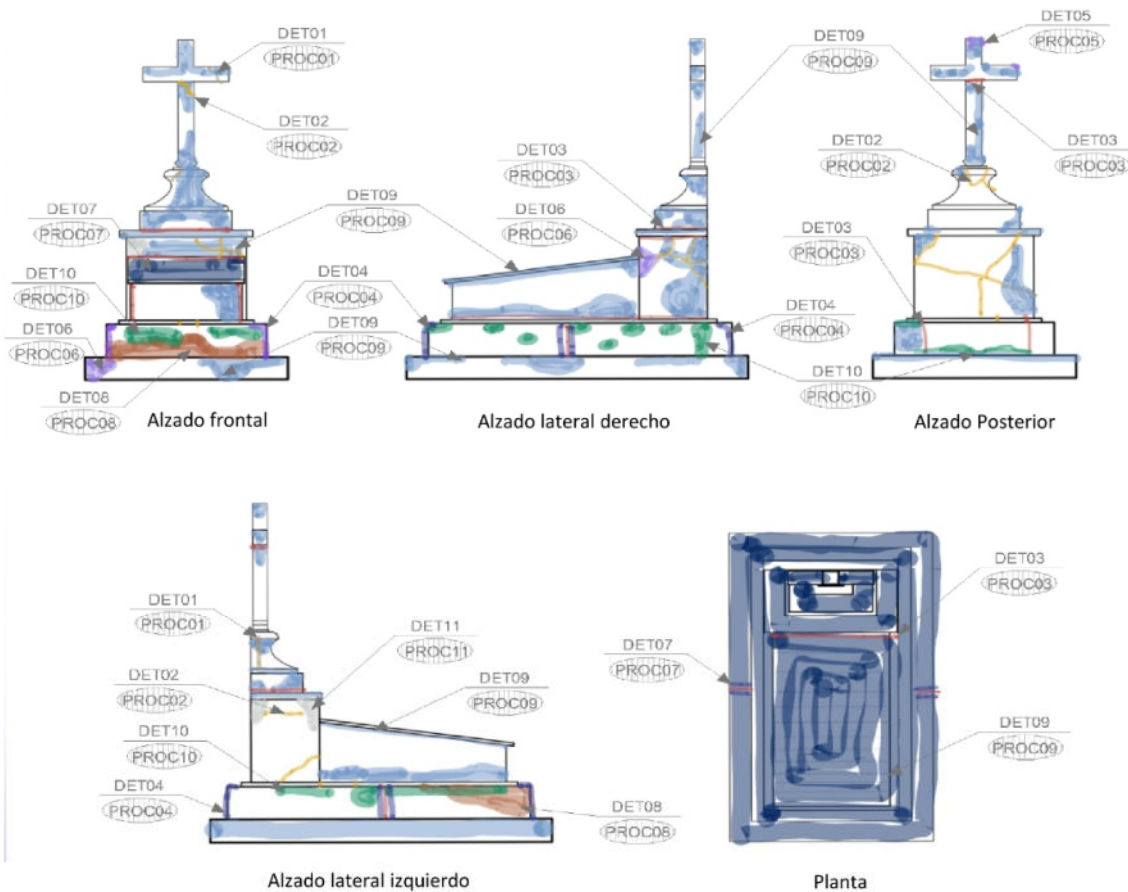 DET01
PROC01
DET02
PROC02
DET07
PROC07
DET09
PROC09
DET10
PROC10
DET06
PROC06
DET04
PROC04
DET09
PROC09
DET08
PROC08
Alzado frontal
DET09
PROC09
DET03
PROC03
DET06
PROC06
DET04
PROC04
DET10
PROC10
Alzado lateral derecho
DET05
PROC05
DET02
PROC02
DET03
PROC03
DET03
PROC03
Alzado Posterior
DET01
PROC01
DET11
PROC11
DET02
PROC02
DET09
PROC09
DET10
PROC10
DET04
PROC04
DET08
PROC08
Alzado lateral izquierdo
DET03
PROC03
DET07
PROC07
DET09
PROC09
Planta